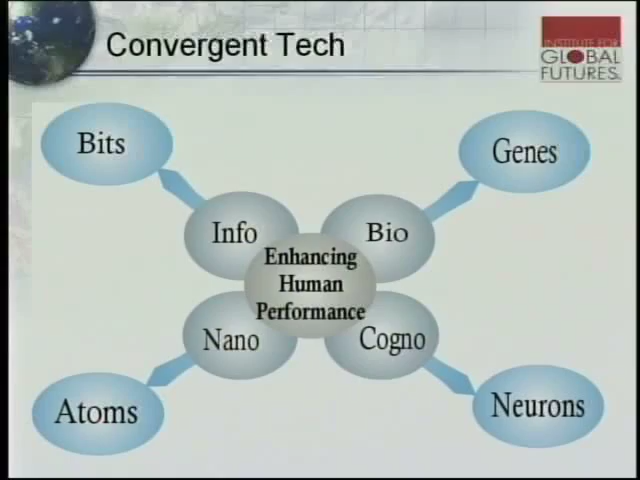 Convergent Tech
INSTITUTE FOR
GLOBAL
FUTURES
Bits
Genes
Info
Bio
Enhancing
Human
Performance
Nano
Cogno
Atoms
Neurons